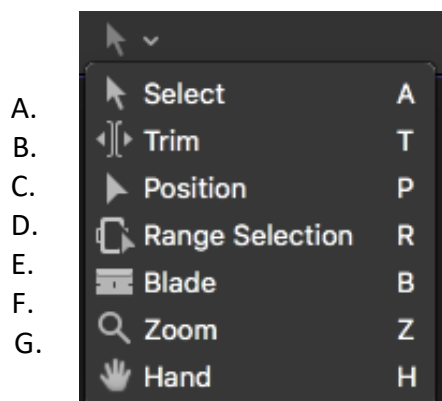 A. Select A
B. Trim T
C. Position P
D. Range Selection R
E. Blade B
F. Zoom Z
G. Hand H